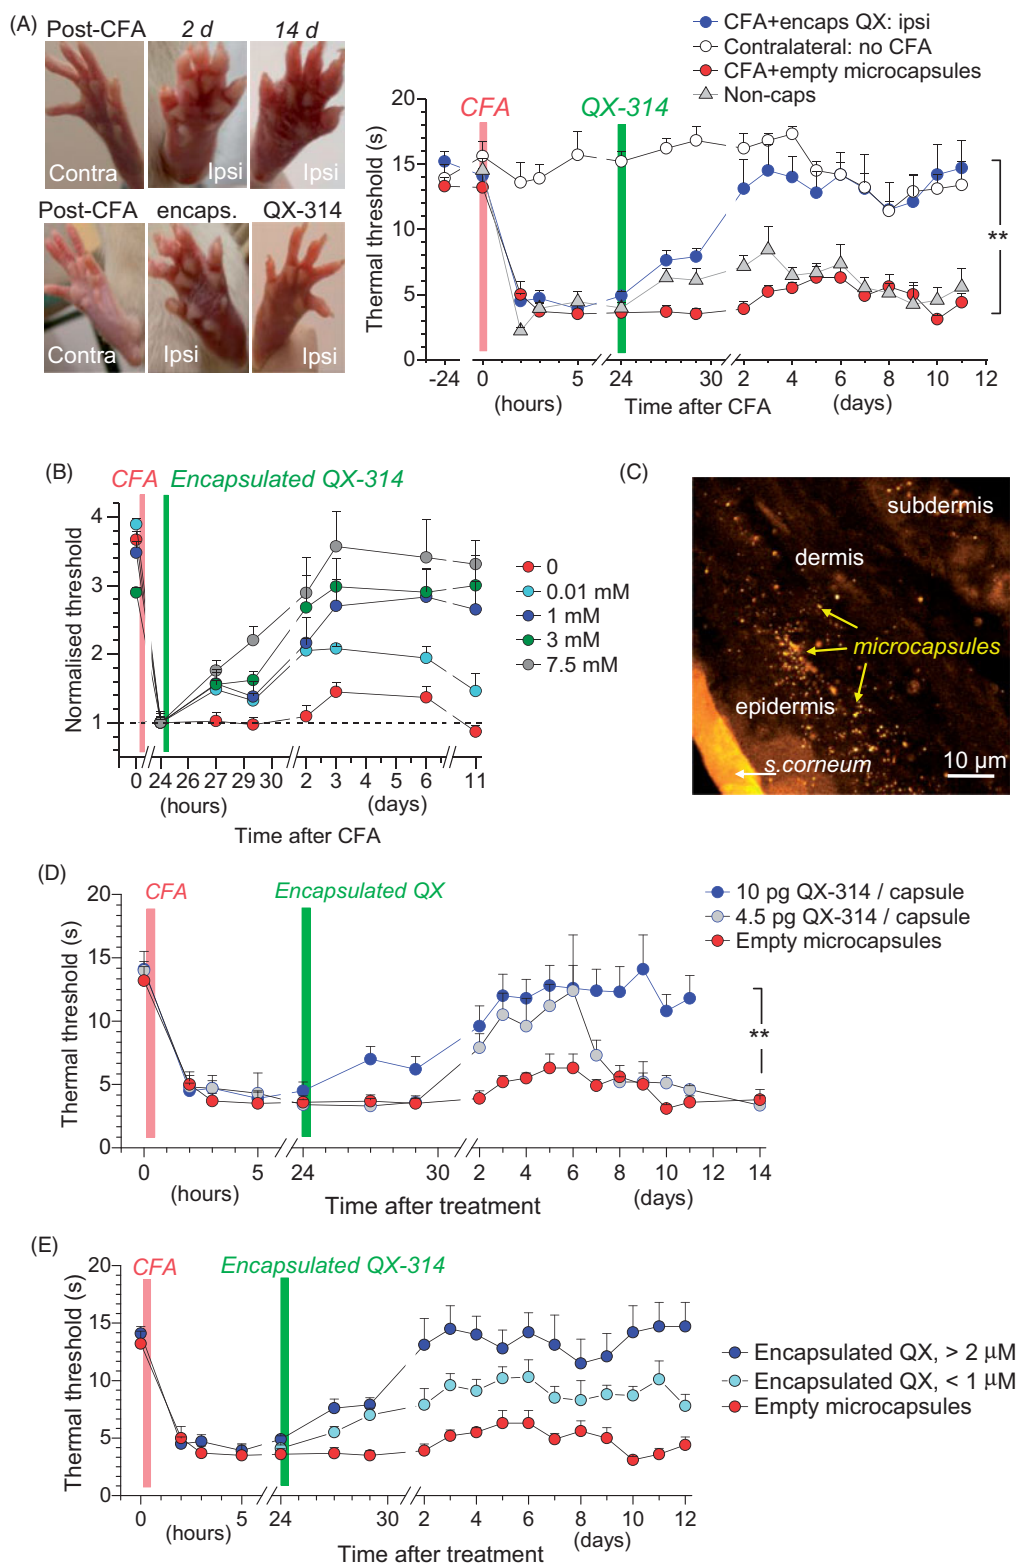 (A)
Post-CFA 2 d 14 d
Contra Ipsi Ipsi
Post-CFA encaps. QX-314
Contra Ipsi Ipsi
CFA+encaps QX: ipsi
Contralateral: no CFA
CFA+empty microcapsules
Non-caps
CFA QX-314
Thermal threshold (s)
20
15
10
5
0
**
-24 0 5 24 30 2 4 6 8 10 12
(hours) Time after CFA (days)
(B)
CFA Encapsulated QX-314
Normalised threshold
4
3
2
1
0
0.01 mM
1 mM
3 mM
7.5 mM
0 24 26 27 29 30 2 3 6 11
(hours) (days)
Time after CFA
(C)
subdermis
dermis
microcapsules
epidermis
s.corneum
10 µm
(D)
CFA Encapsulated QX
10 pg QX-314 / capsule
4.5 pg QX-314 / capsule
Empty microcapsules
Thermal threshold (s)
20
15
10
5
0
**
0 5 24 30 2 4 6 8 10 12 14
(hours) Time after treatment (days)
(E)
CFA Encapsulated QX-314
Thermal threshold (s)
20
15
10
5
0
Encapsulated QX, > 2 µM
Encapsulated QX, < 1 µM
Empty microcapsules
0 5 24 30 2 4 6 8 10 12
(hours) (days)
Time after treatment